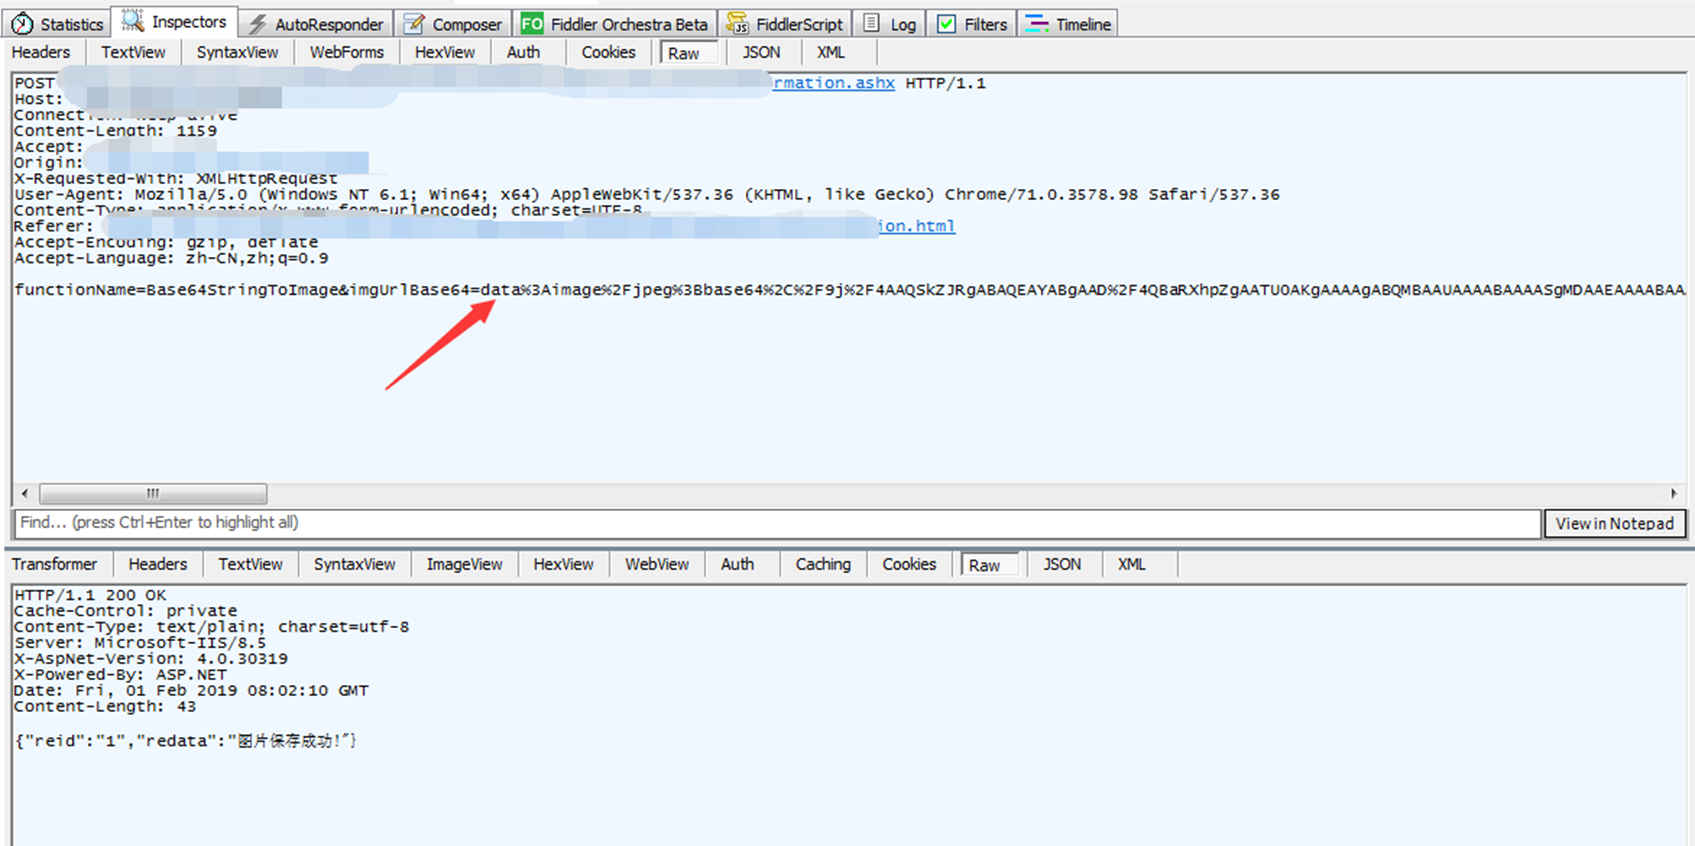 Statistics Inspectors AutoResponder Composer FO Fiddler Orchestra Beta JS FiddlerScript Log Filters Timeline
Headers TextView SyntaxView WebForms HexView Auth Cookies Raw JSON XML
POST rmation.ashx HTTP/1.1
Host:
Connection: keep-alive
Content-Length: 1159
Accept:
Origin:
X-Requested-With: XMLHttpRequest
User-Agent: Mozilla/5.0 (Windows NT 6.1; Win64; x64) AppleWebKit/537.36 (KHTML, like Gecko) Chrome/71.0.3578.98 Safari/537.36
Content-Type: application/x-www-form-urlencoded; charset=UTF-8
Referer: ion.html
Accept-Encoding: gzip, deflate
Accept-Language: zh-CN,zh;q=0.9
functionName=Base64StringToImage&imgUrlBase64=data%3Aimage%2Fjpeg%3Bbase64%2C%2F9j%2F4AAQSkZJRgABAQEAYABgAAD%2F4QBaRXhpZgAATU0AKgAAAAgABQMBAAUAAAABAAAASgMDAAEAAAABAA
Find... (press Ctrl+Enter to highlight all) View in Notepad
Transformer Headers TextView SyntaxView ImageView HexView WebView Auth Caching Cookies Raw JSON XML
HTTP/1.1 200 OK
Cache-Control: private
Content-Type: text/plain; charset=utf-8
Server: Microsoft-IIS/8.5
X-AspNet-Version: 4.0.30319
X-Powered-By: ASP.NET
Date: Fri, 01 Feb 2019 08:02:10 GMT
Content-Length: 43
{"reid":"1","redata":"图片保存成功!"}